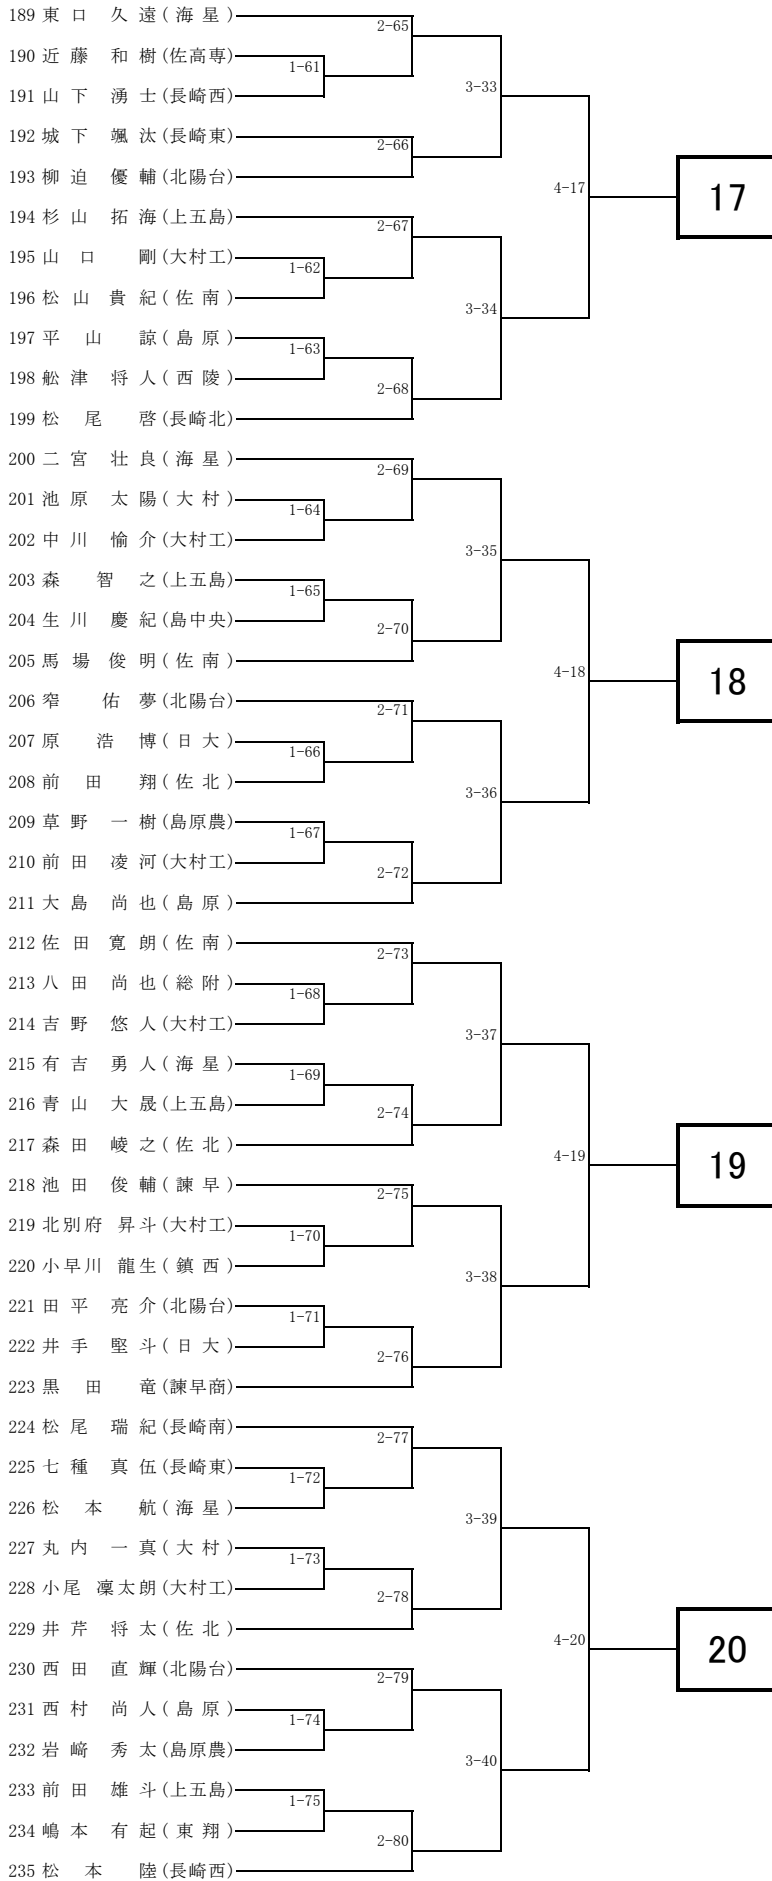 189 東口 久遠(海星)
2-65
190 近藤 和樹(佐高専)
1-61
3-33
191 山下 湧士(長崎西)
192 城下 颯汰(長崎東)
2-66
193 柳迫 優輔(北陽台)
4-17
17
194 杉山 拓海(上五島)
2-67
195 山口 剛(大村工)
1-62
196 松山 貴紀(佐南)
3-34
197 平山 諒(島原)
1-63
198 舩津 将人(西陵)
2-68
199 松尾 啓(長崎北)
200 二宮 壮良(海星)
2-69
201 池原 太陽(大村)
1-64
202 中川 愉介(大村工)
3-35
203 森 智之(上五島)
1-65
204 生川 慶紀(島中央)
2-70
205 馬場 俊明(佐南)
4-18
18
206 窄 佑夢(北陽台)
2-71
207 原 浩博(日大)
1-66
208 前田 翔(佐北)
3-36
209 草野 一樹(島原農)
1-67
210 前田 凌河(大村工)
2-72
211 大島 尚也(島原)
212 佐田 寛朗(佐南)
2-73
213 八田 尚也(総附)
1-68
214 吉野 悠人(大村工)
3-37
215 有吉 勇人(海星)
1-69
216 青山 大晟(上五島)
2-74
217 森田 崚之(佐北)
4-19
19
218 池田 俊輔(諫早)
2-75
219 北別府 昇斗(大村工)
1-70
220 小早川 龍生(鎮西)
3-38
221 田平 亮介(北陽台)
1-71
222 井手 堅斗(日大)
2-76
223 黒田 竜(諫早商)
224 松尾 瑞紀(長崎南)
2-77
225 七種 真伍(長崎東)
1-72
226 松本 航(海星)
3-39
227 丸内 一真(大村)
1-73
228 小尾 凜太朗(大村工)
2-78
229 井芹 将太(佐北)
4-20
20
230 西田 直輝(北陽台)
2-79
231 西村 尚人(島原)
1-74
232 岩﨑 秀太(島原農)
3-40
233 前田 雄斗(上五島)
1-75
234 嶋本 有起(東翔)
2-80
235 松本 陸(長崎西)